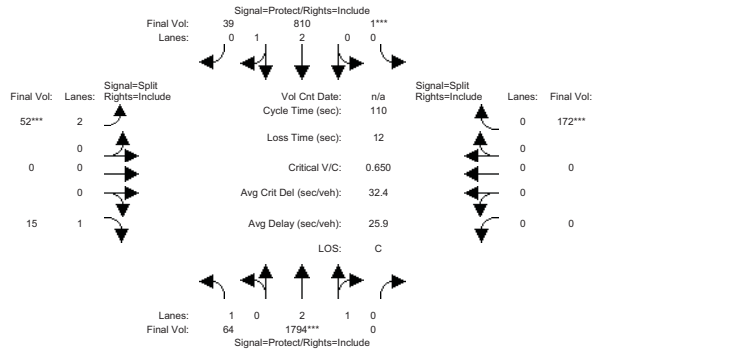 Signal=Protect/Rights=Include
Final Vol: 39 810 1***
Lanes: 0 1 2 0 0
Signal=Split Signal=Split
Final Vol: Lanes: Rights=Include Vol Cnt Date: n/a Rights=Include Lanes: Final Vol:
Cycle Time (sec): 110
52*** 2 0 172***
Loss Time (sec): 12
0 0
0 0 Critical V/C: 0.650 0 0
0 Avg Crit Del (sec/veh): 32.4 0
15 1 Avg Delay (sec/veh): 25.9 0 0
LOS: C
Lanes: 1 0 2 1 0
Final Vol: 64 1794*** 0
Signal=Protect/Rights=Include